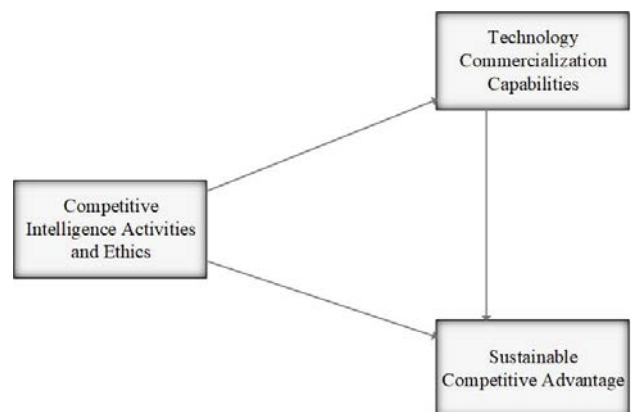 Technology
Commercialization
Capabilities
Competitive
Intelligence Activities
and Ethics
Sustainable
Competitive Advantage